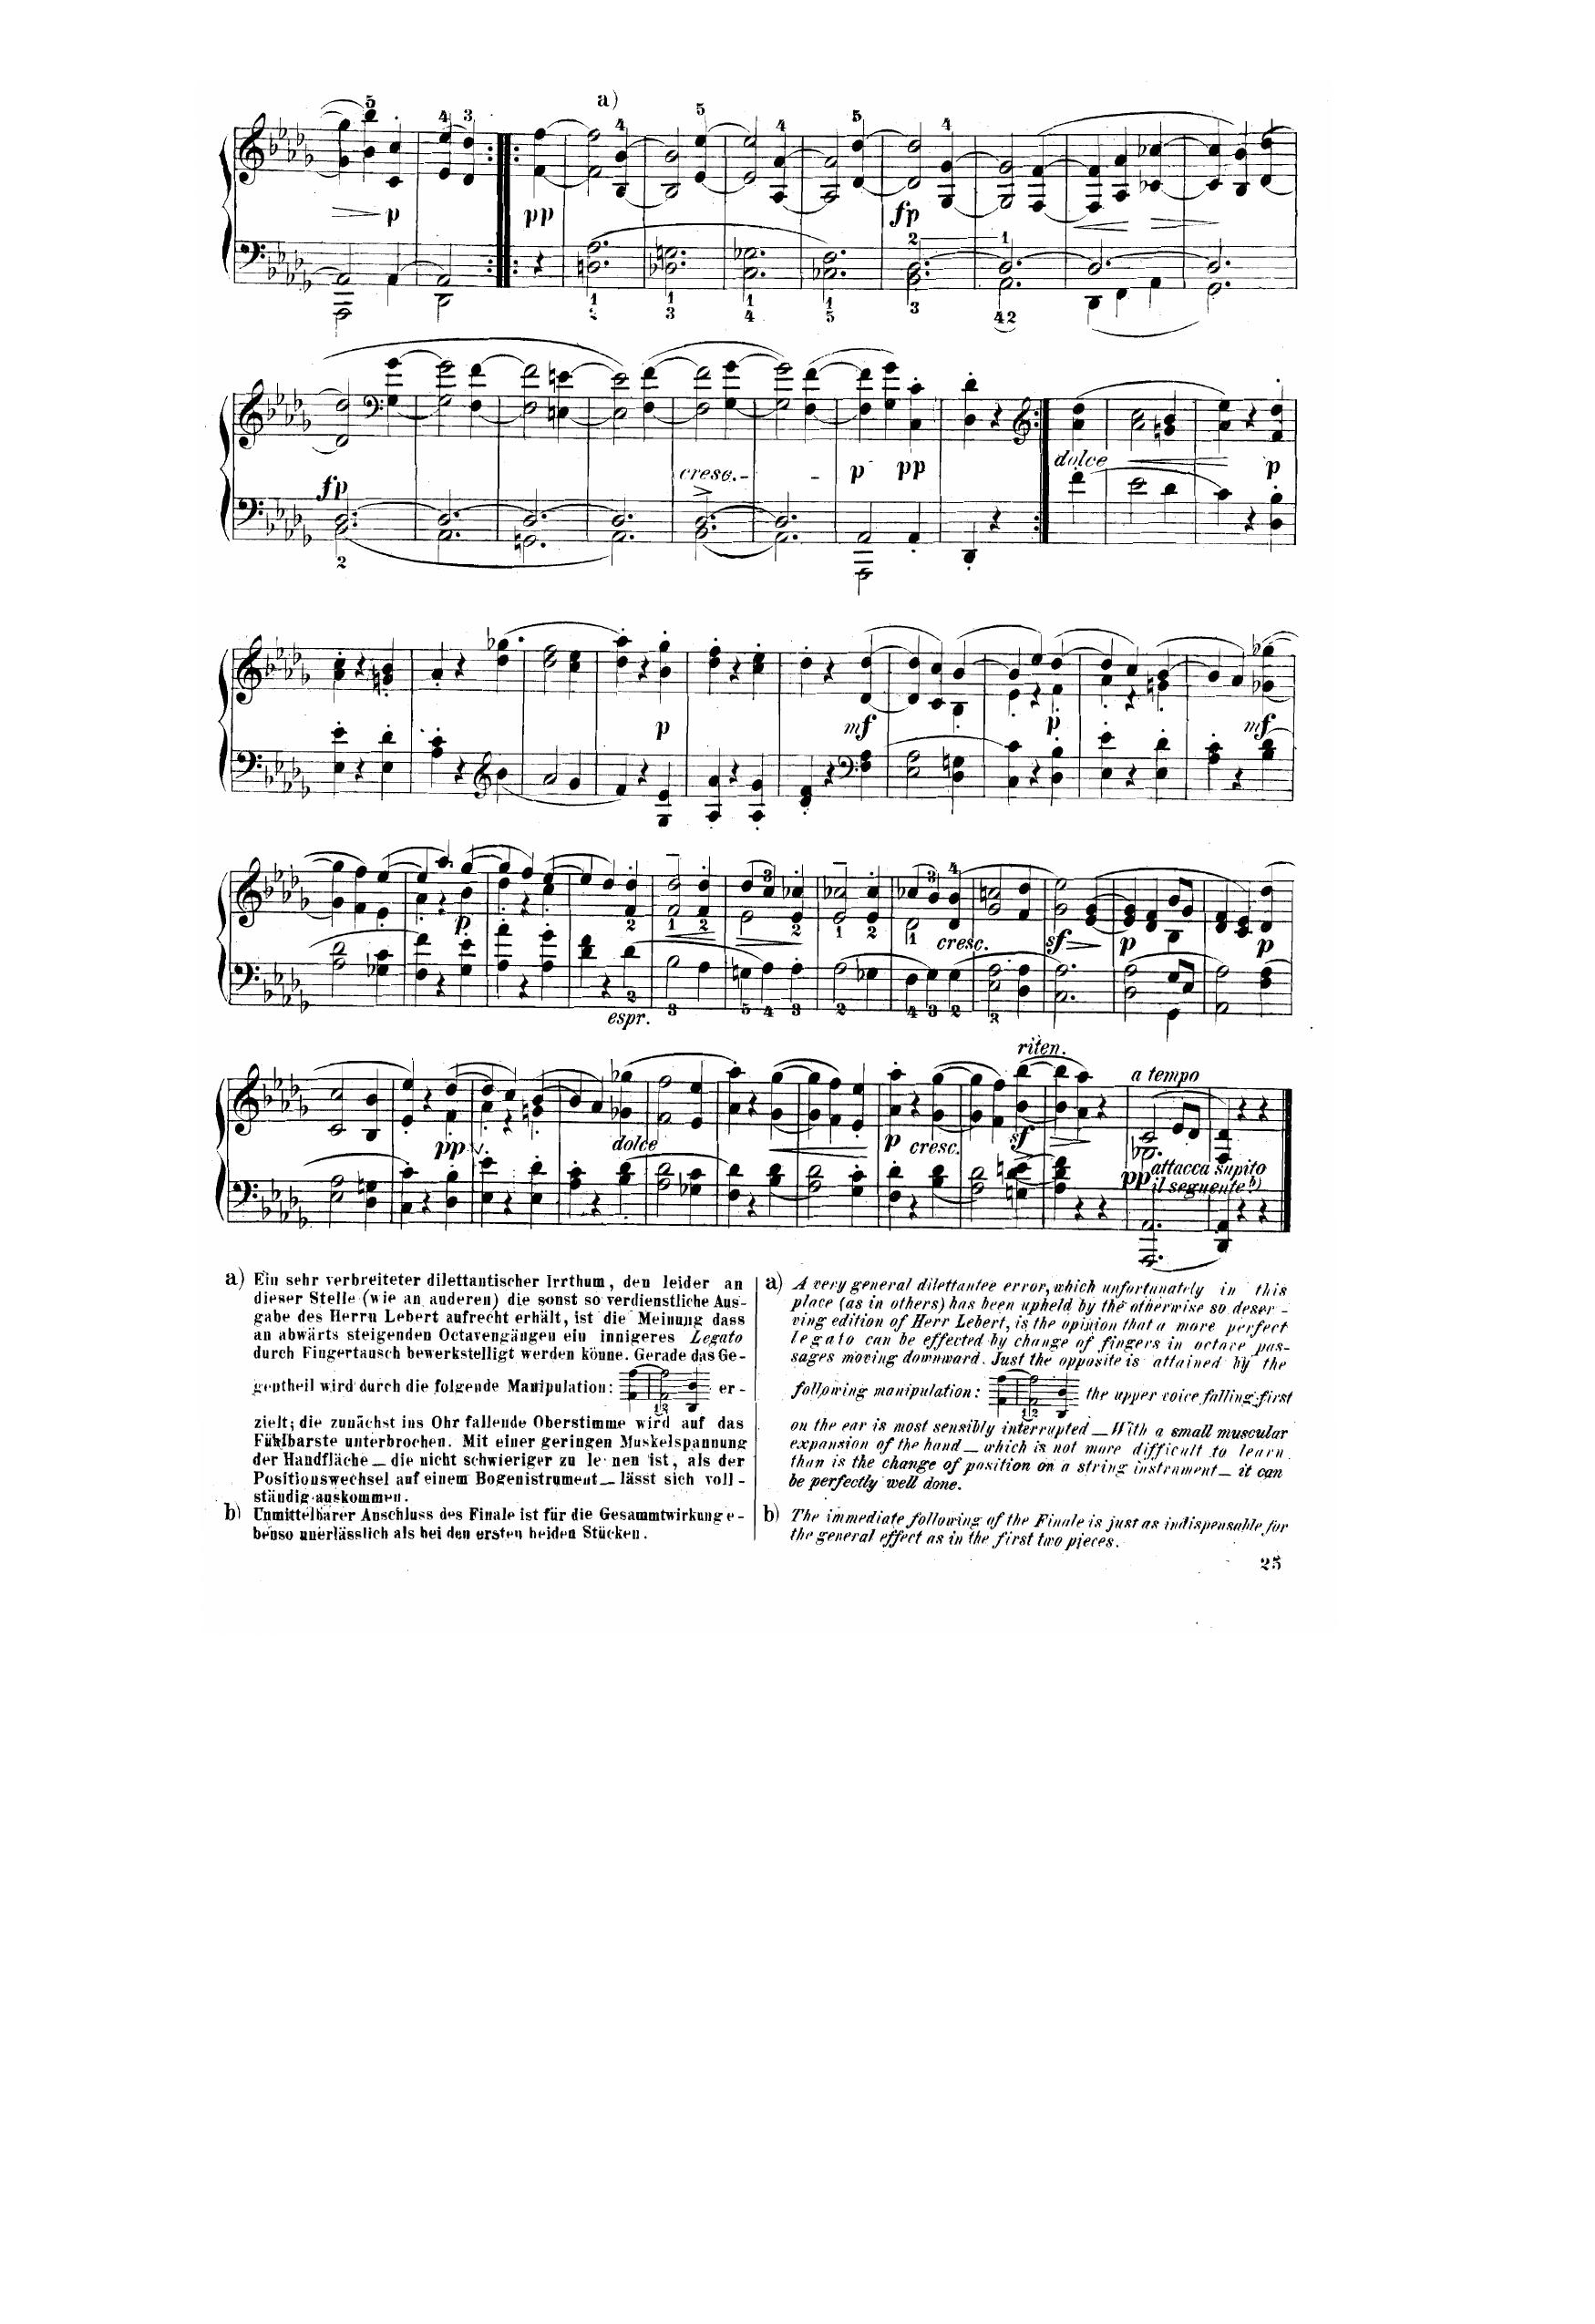 a)
pp
p
fp
fp
cresc.-
-
p
pp
dolce
p
p
mf
p
mf
p
espr.
cresc.
sf
p
p
riten.
a tempo
pp
dolce
p
cresc.
sf
pp
attacca subito
il seguente b)
a) Ein sehr verbreiteter dilettantischer Irrthum, den leider an
dieser Stelle (wie an anderen) die sonst so verdienstliche Aus-
gabe des Herrn Lebert aufrecht erhält, ist die Meinung dass
an abwärts steigenden Octavengängen ein innigeres Legato
durch Fingertausch bewerkstelligt werden könne. Gerade das Ge-
gentheil wird durch die folgende Manipulation: er-
zielt; die zunächst ins Ohr fallende Oberstimme wird auf das
Fühlbarste unterbrochen. Mit einer geringen Muskelspannung
der Handfläche — die nicht schwieriger zu lernen ist, als der
Positionswechsel auf einem Bogenistrument — lässt sich voll-
ständig auskommen.
b) Unmittelbarer Anschluss des Finale ist für die Gesammtwirkung e-
benso unerlässlich als bei den ersten beiden Stücken.
a) A very general dilettantee error, which unfortunately in this
place (as in others) has been upheld by the otherwise so deser-
ving edition of Herr Lebert, is the opinion that a more perfect
legato can be effected by change of fingers in octave pas-
sages moving downward. Just the opposite is attained by the
following manipulation: the upper voice falling first
on the ear is most sensibly interrupted — With a small muscular
expansion of the hand — which is not more difficult to learn
than is the change of position on a string instrument — it can
be perfectly well done.
b) The immediate following of the Finale is just as indispensable for
the general effect as in the first two pieces.
25